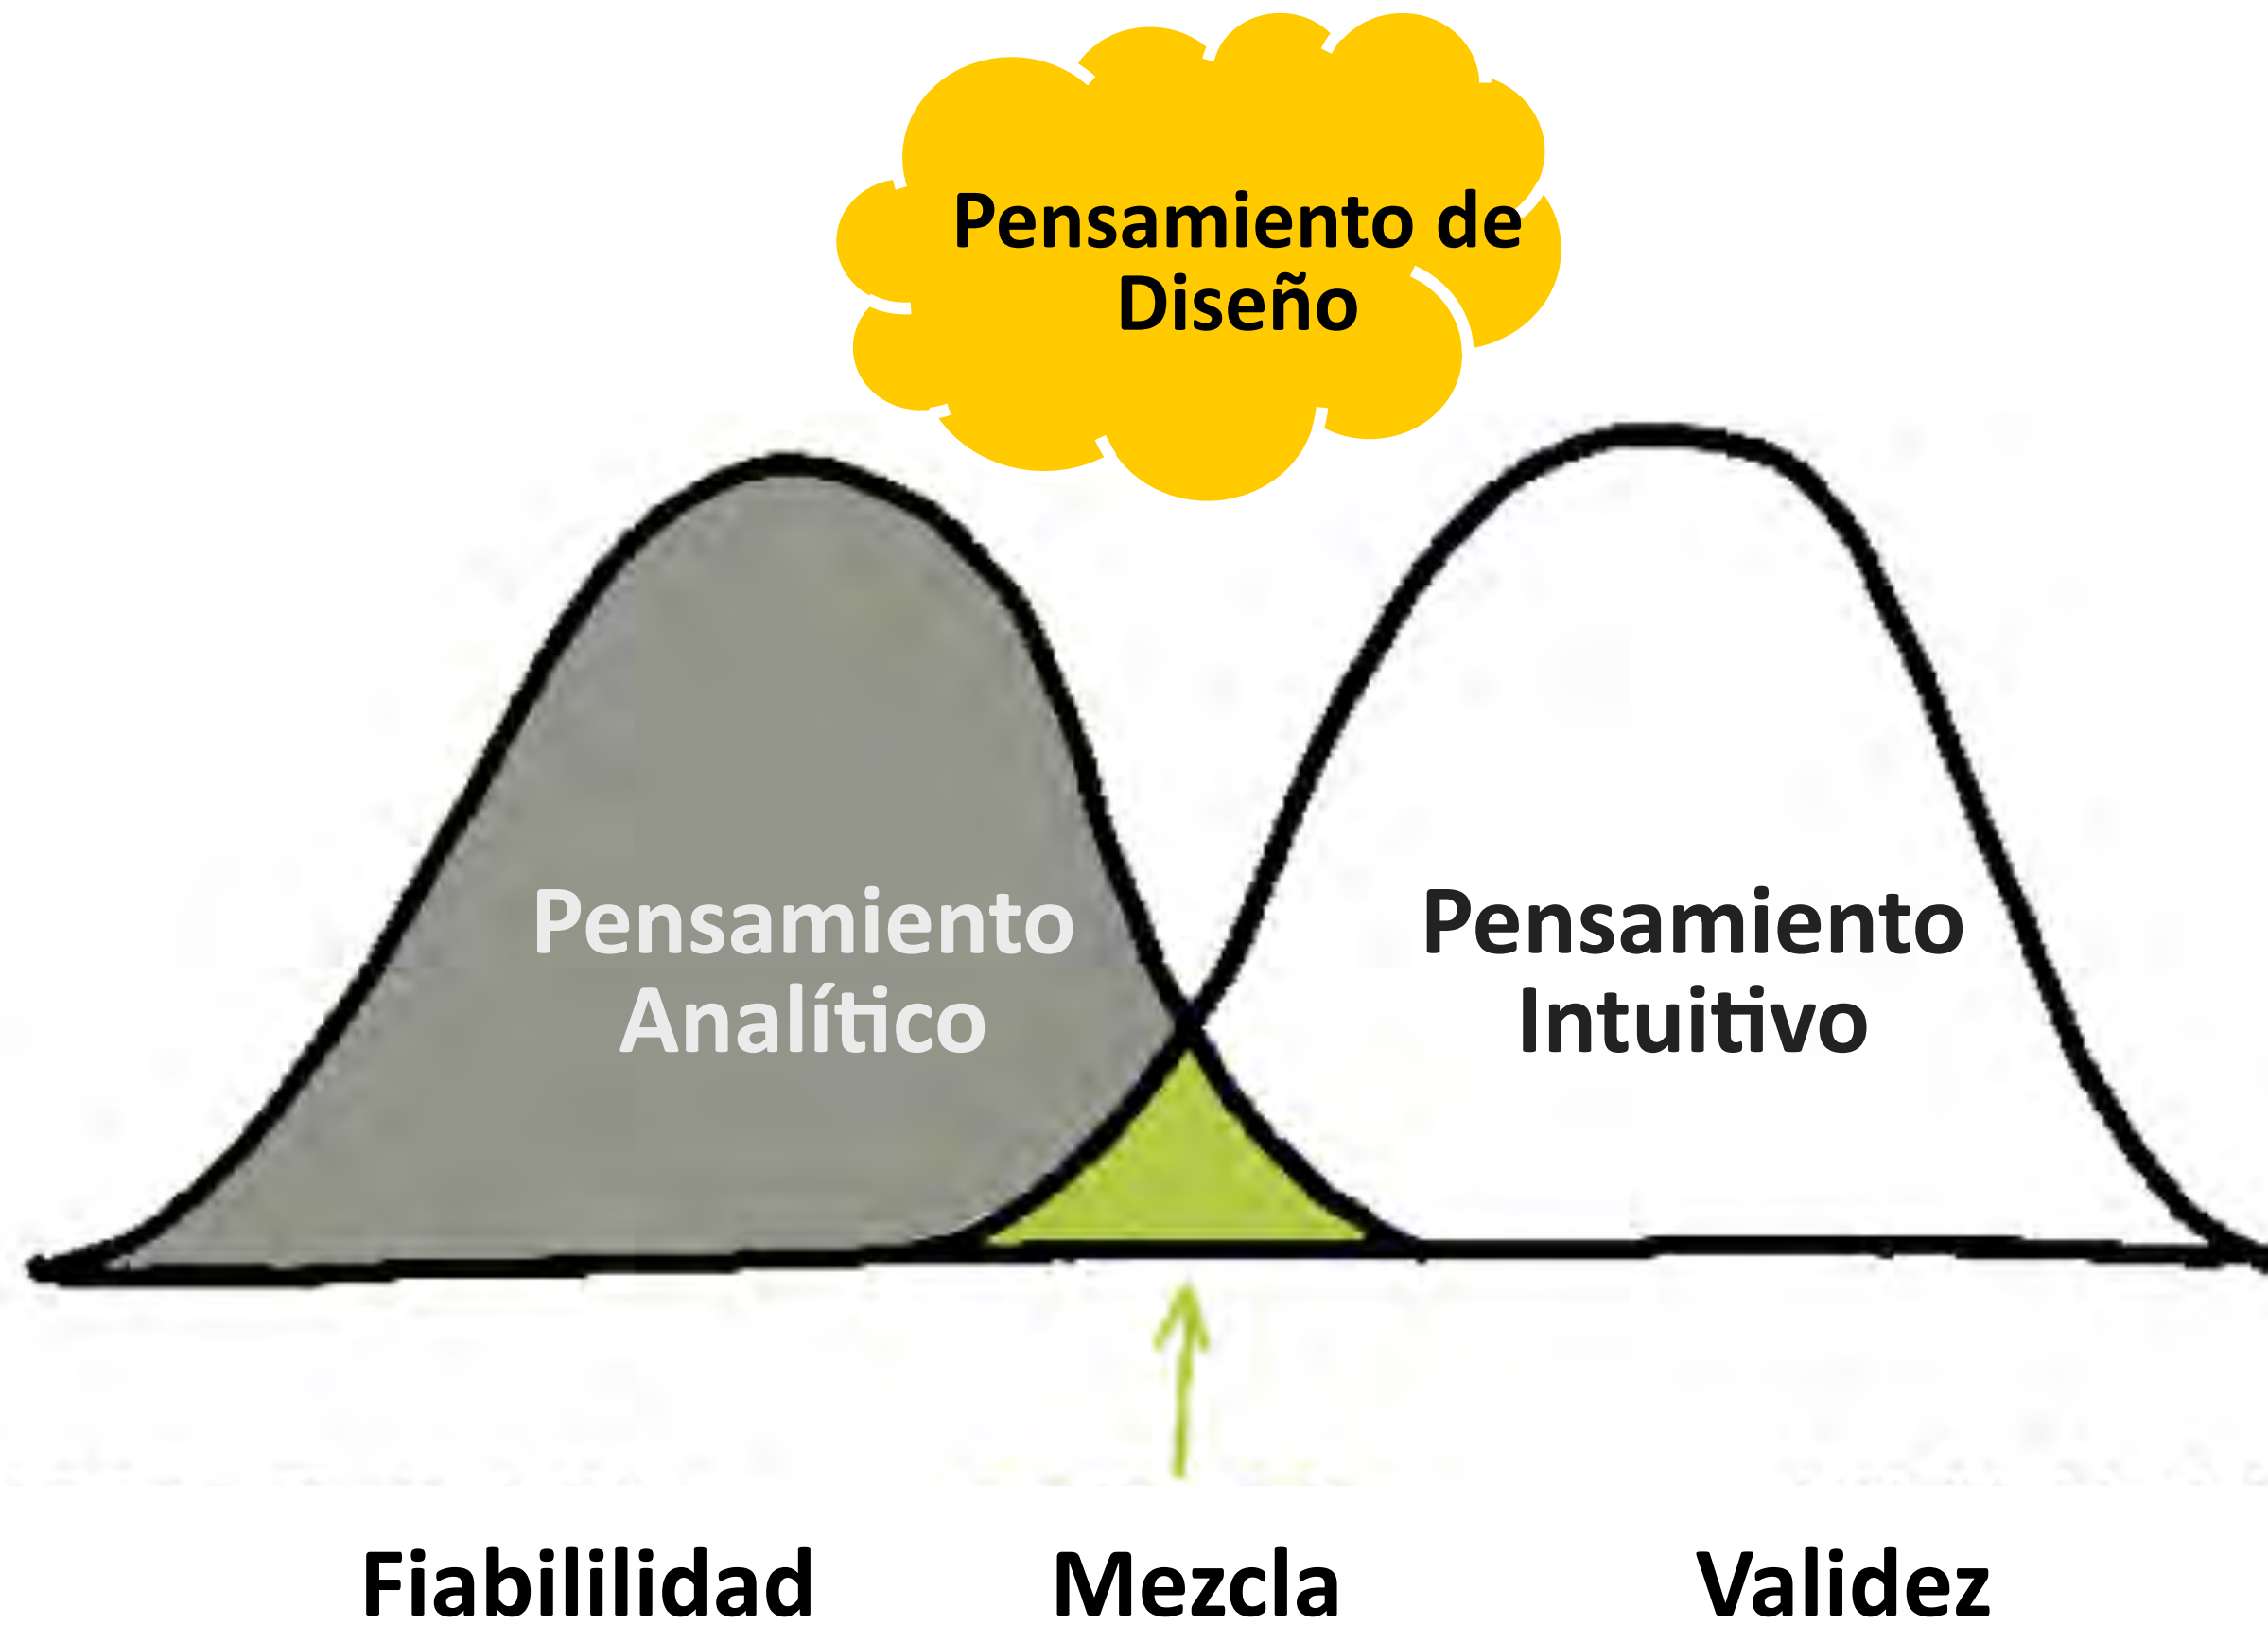 Pensamiento de
Diseño
Pensamiento
Analítico
Pensamiento
Intuitivo
Fiabililidad
Mezcla
Validez